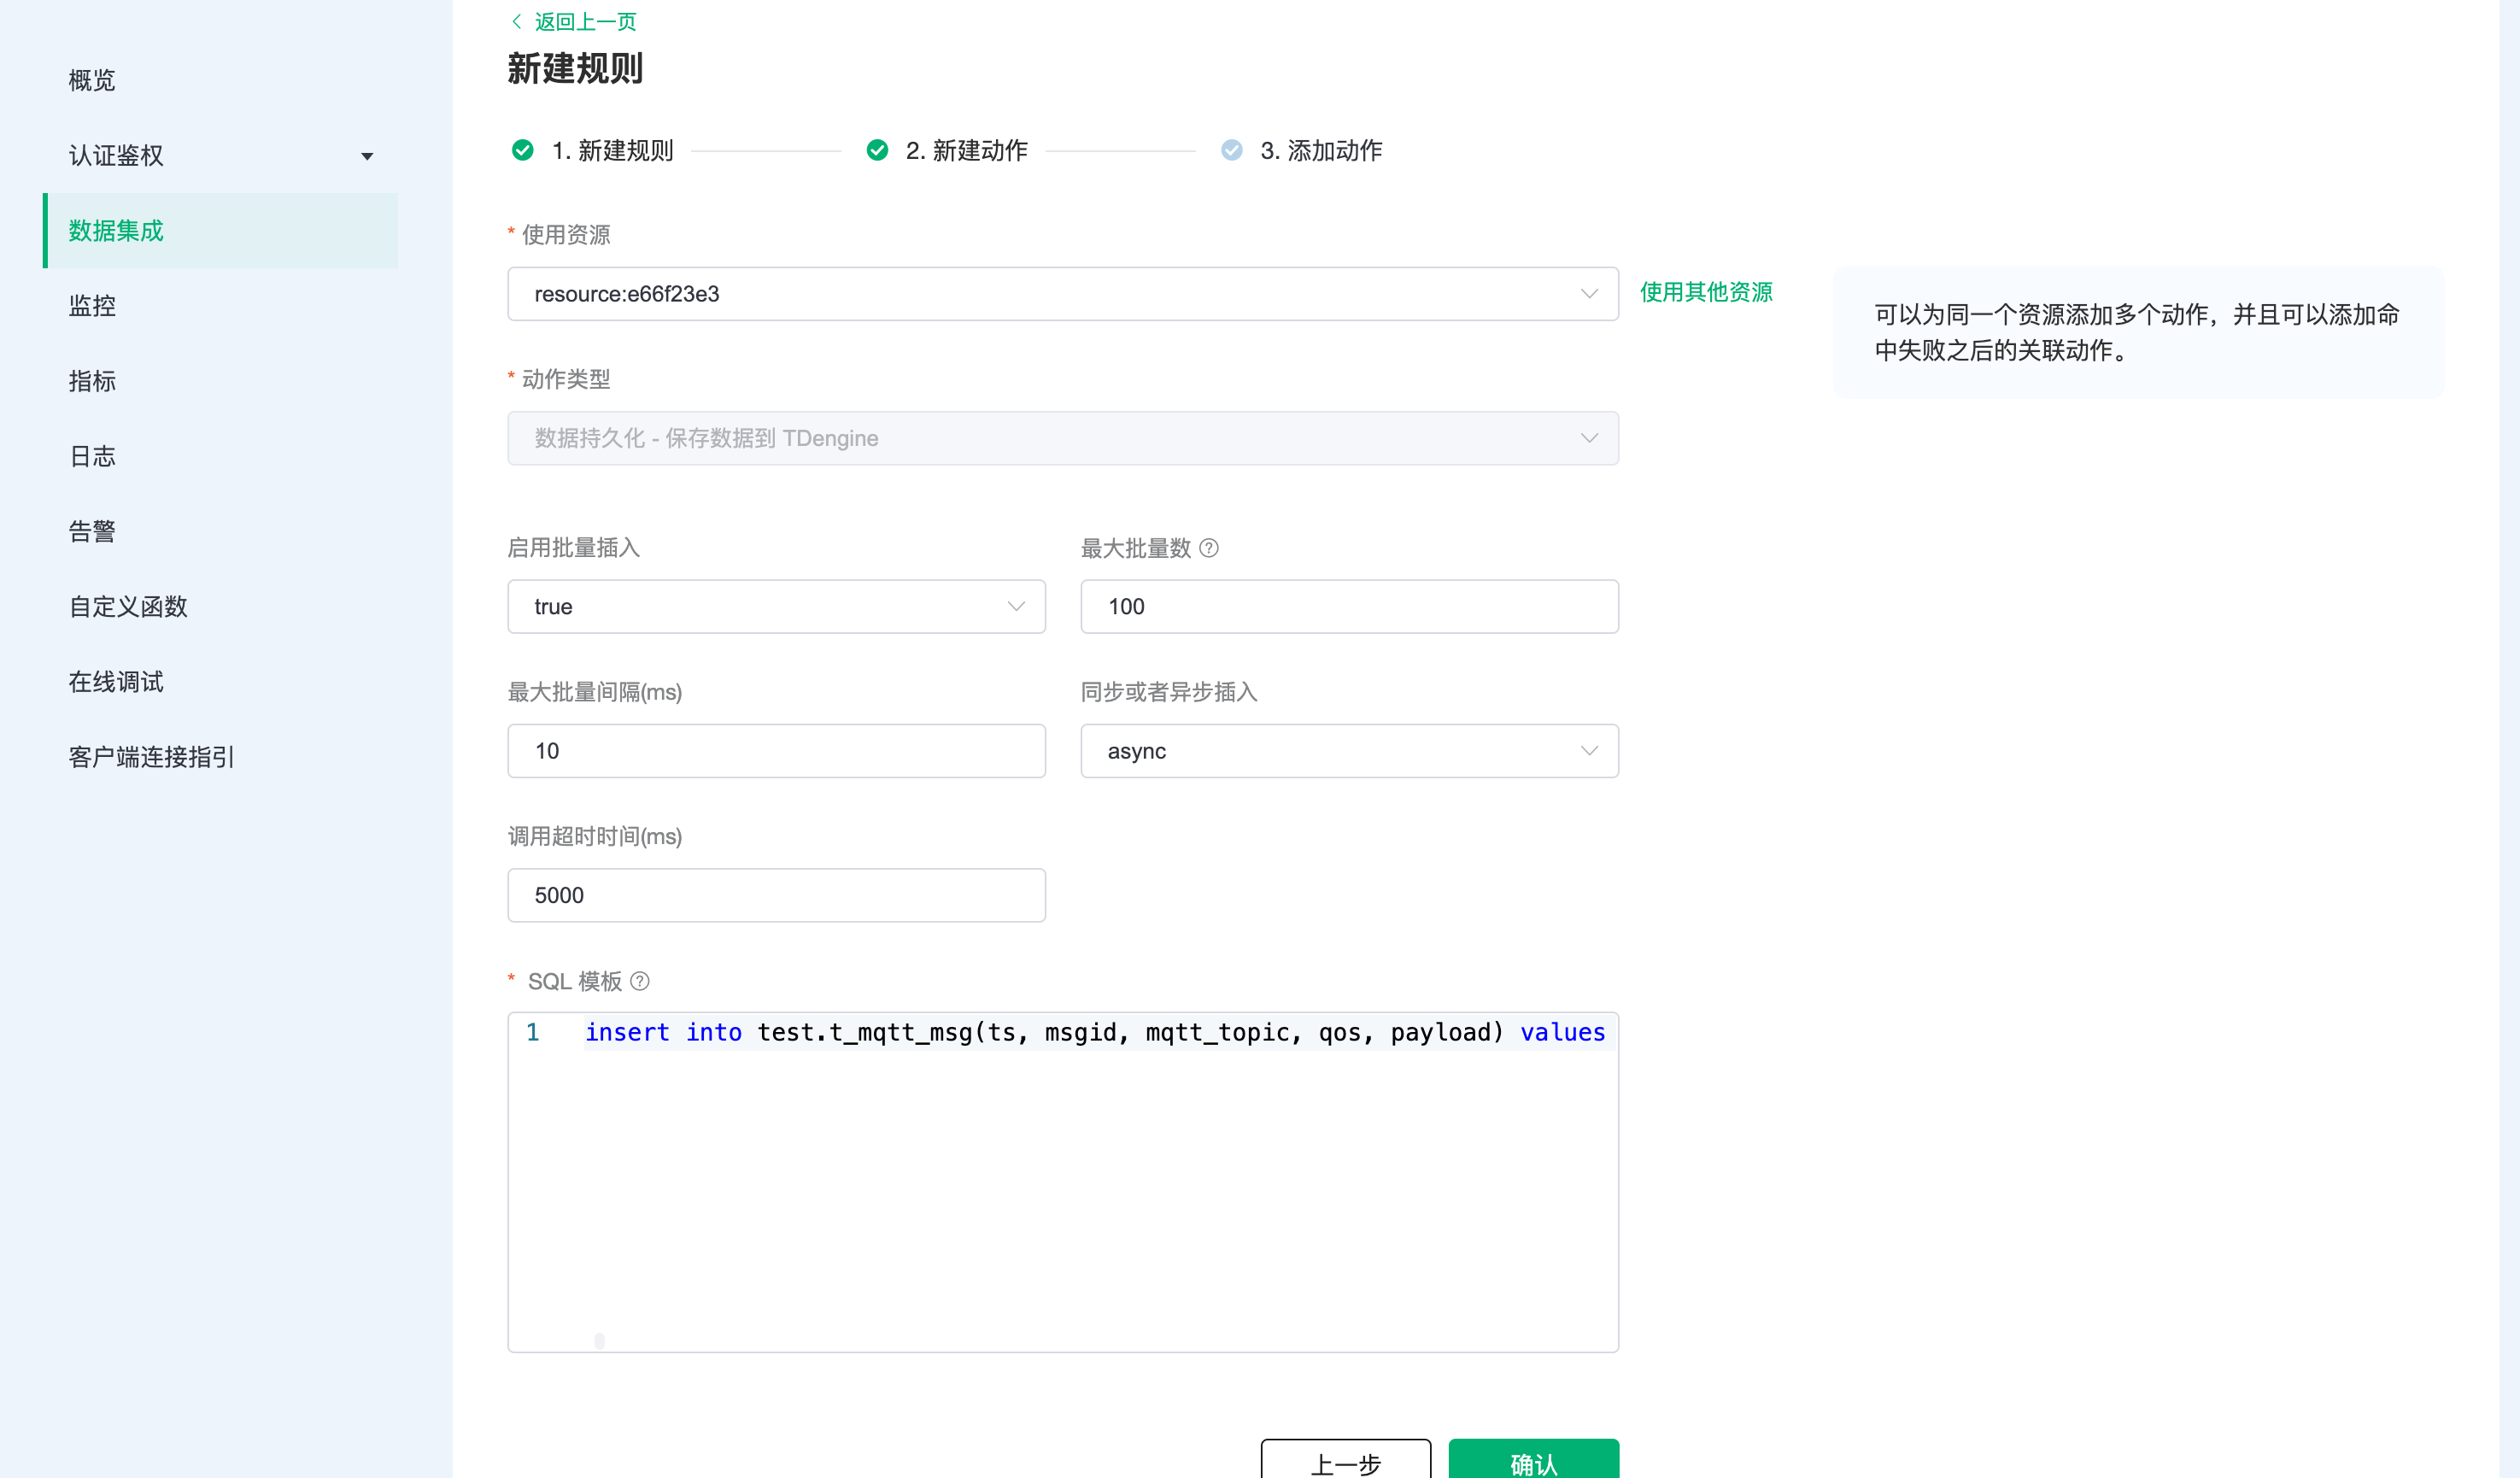 返回上一页
新建规则
1. 新建规则
2. 新建动作
3. 添加动作
概览
认证鉴权
数据集成
监控
指标
日志
告警
自定义函数
在线调试
客户端连接指引
* 使用资源
resource:e66f23e3
使用其他资源
可以为同一个资源添加多个动作，并且可以添加命
中失败之后的关联动作。
* 动作类型
数据持久化 - 保存数据到 TDengine
启用批量插入
true
最大批量数 ?
100
最大批量间隔(ms)
10
同步或者异步插入
async
调用超时时间(ms)
5000
* SQL 模板 ?
1 insert into test.t_mqtt_msg(ts, msgid, mqtt_topic, qos, payload) values
上一步
确认